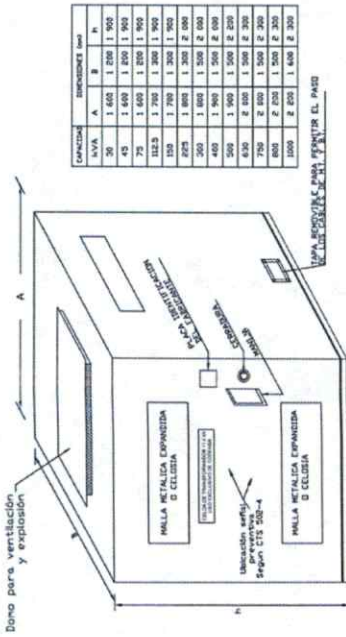 Domo para ventilación
y explosión
A
B
h
MALLA METALICA EXPANDIDA
O CELOSIA
PLACA IDENTIFICACION
DEL FABRICANTE
CERRADURA
MANIJA
Ubicación señal
preventiva
Segun CTS 502-4
MALLA METALICA EXPANDIDA
O CELOSIA
TAPA REMOVIBLE PARA PERMITIR EL PASO
DE LOS CABLES DE M.T. Y B.T.
CAPACIDAD DIMENSIONES (mm)
kVA A B h
30 1 600 1 200 1 900
45 1 600 1 200 1 900
75 1 600 1 200 1 900
112.5 1 700 1 300 1 900
150 1 700 1 300 1 900
225 1 800 1 300 2 000
300 1 800 1 500 2 000
400 1 900 1 500 2 000
500 1 900 1 500 2 200
630 2 000 1 500 2 300
750 2 000 1 500 2 300
800 2 200 1 500 2 300
1000 2 200 1 600 2 300